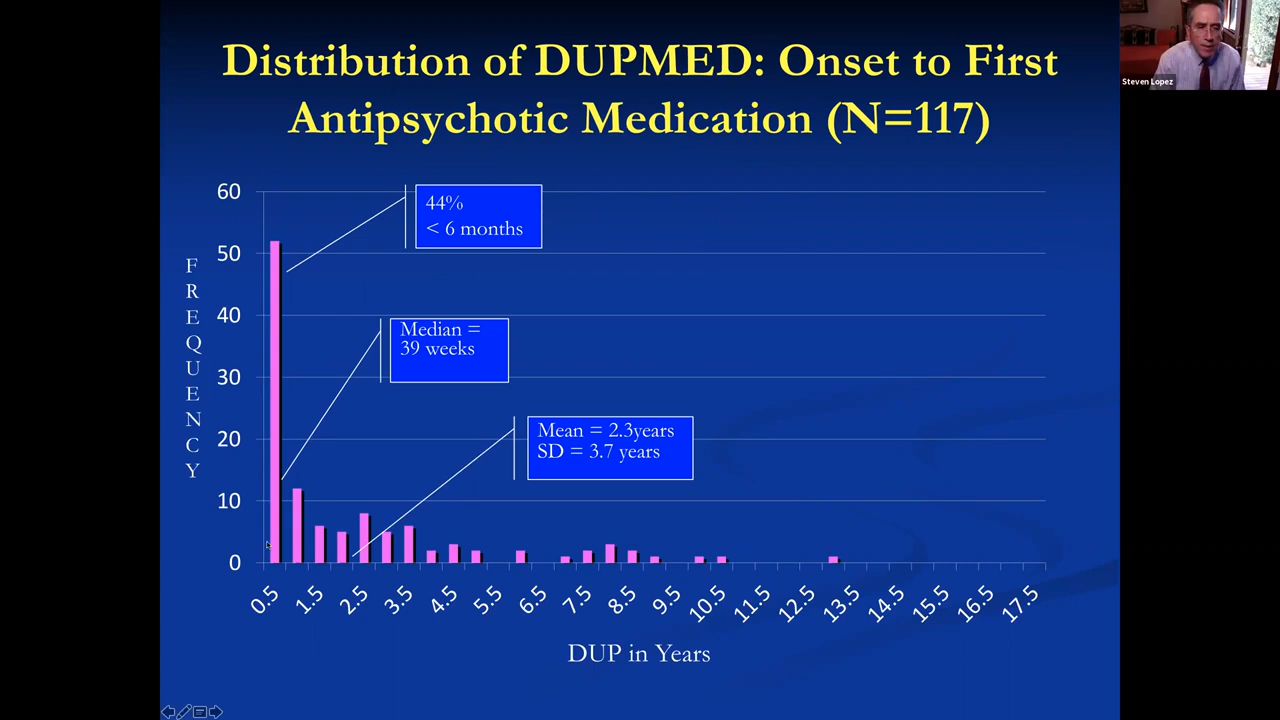 Distribution of DUPMED: Onset to First
Antipsychotic Medication (N=117)
Steven Lopez
60
50
40
30
20
10
0
FREQUENCY
44%
< 6 months
Median =
39 weeks
Mean = 2.3years
SD = 3.7 years
0.5 1.5 2.5 3.5 4.5 5.5 6.5 7.5 8.5 9.5 10.5 11.5 12.5 13.5 14.5 15.5 16.5 17.5
DUP in Years